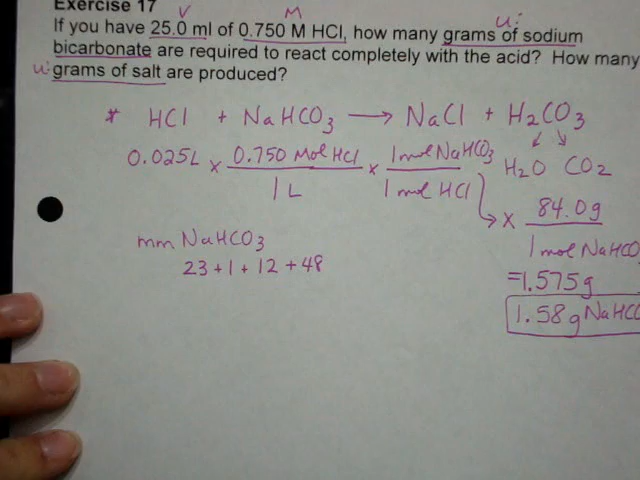 Exercise 17
V M u:
If you have 25.0 ml of 0.750 M HCl, how many grams of sodium
bicarbonate are required to react completely with the acid? How many
u: grams of salt are produced?
* HCl + NaHCO₃ → NaCl + H₂CO₃
H₂O CO₂
0.025L × 0.750 Mol HCl / 1 L × 1 mol NaHCO₃ / 1 mol HCl
× 84.0g / 1 mol NaHCO
mm NaHCO₃
23 + 1 + 12 + 48
= 1.575g
1.58g NaHCO